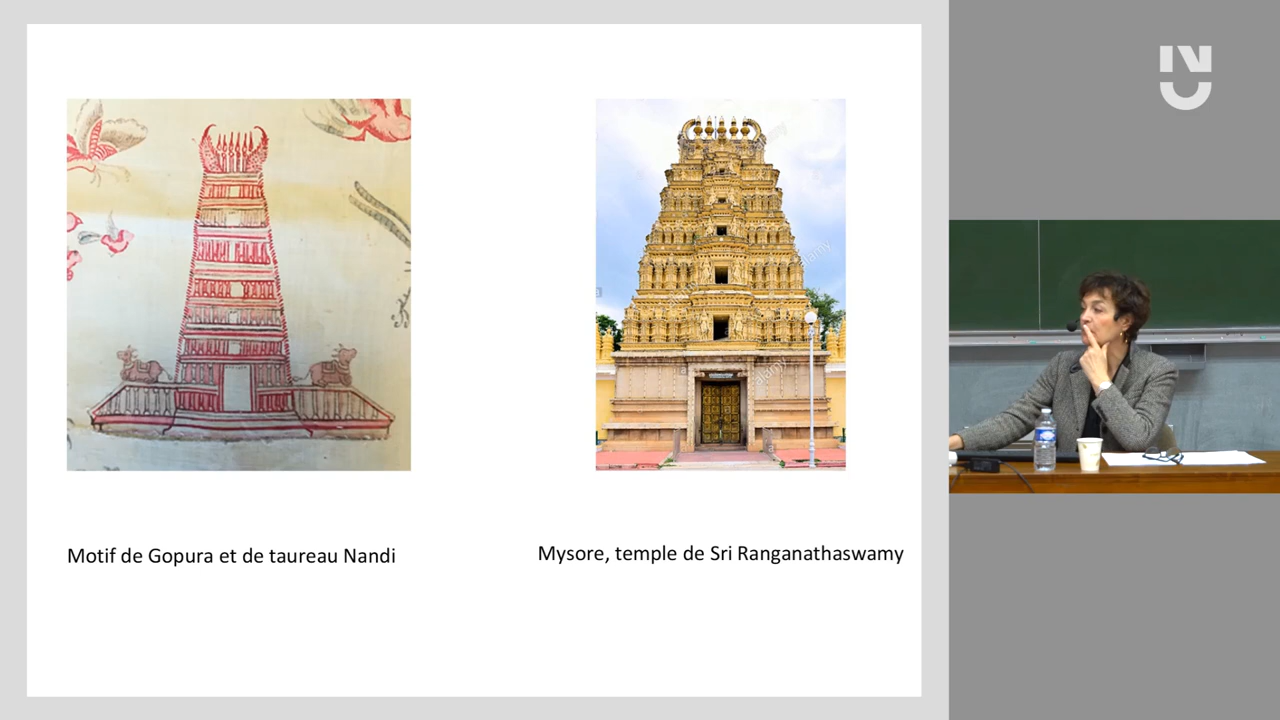 Motif de Gopura et de taureau Nandi
Mysore, temple de Sri Ranganathaswamy